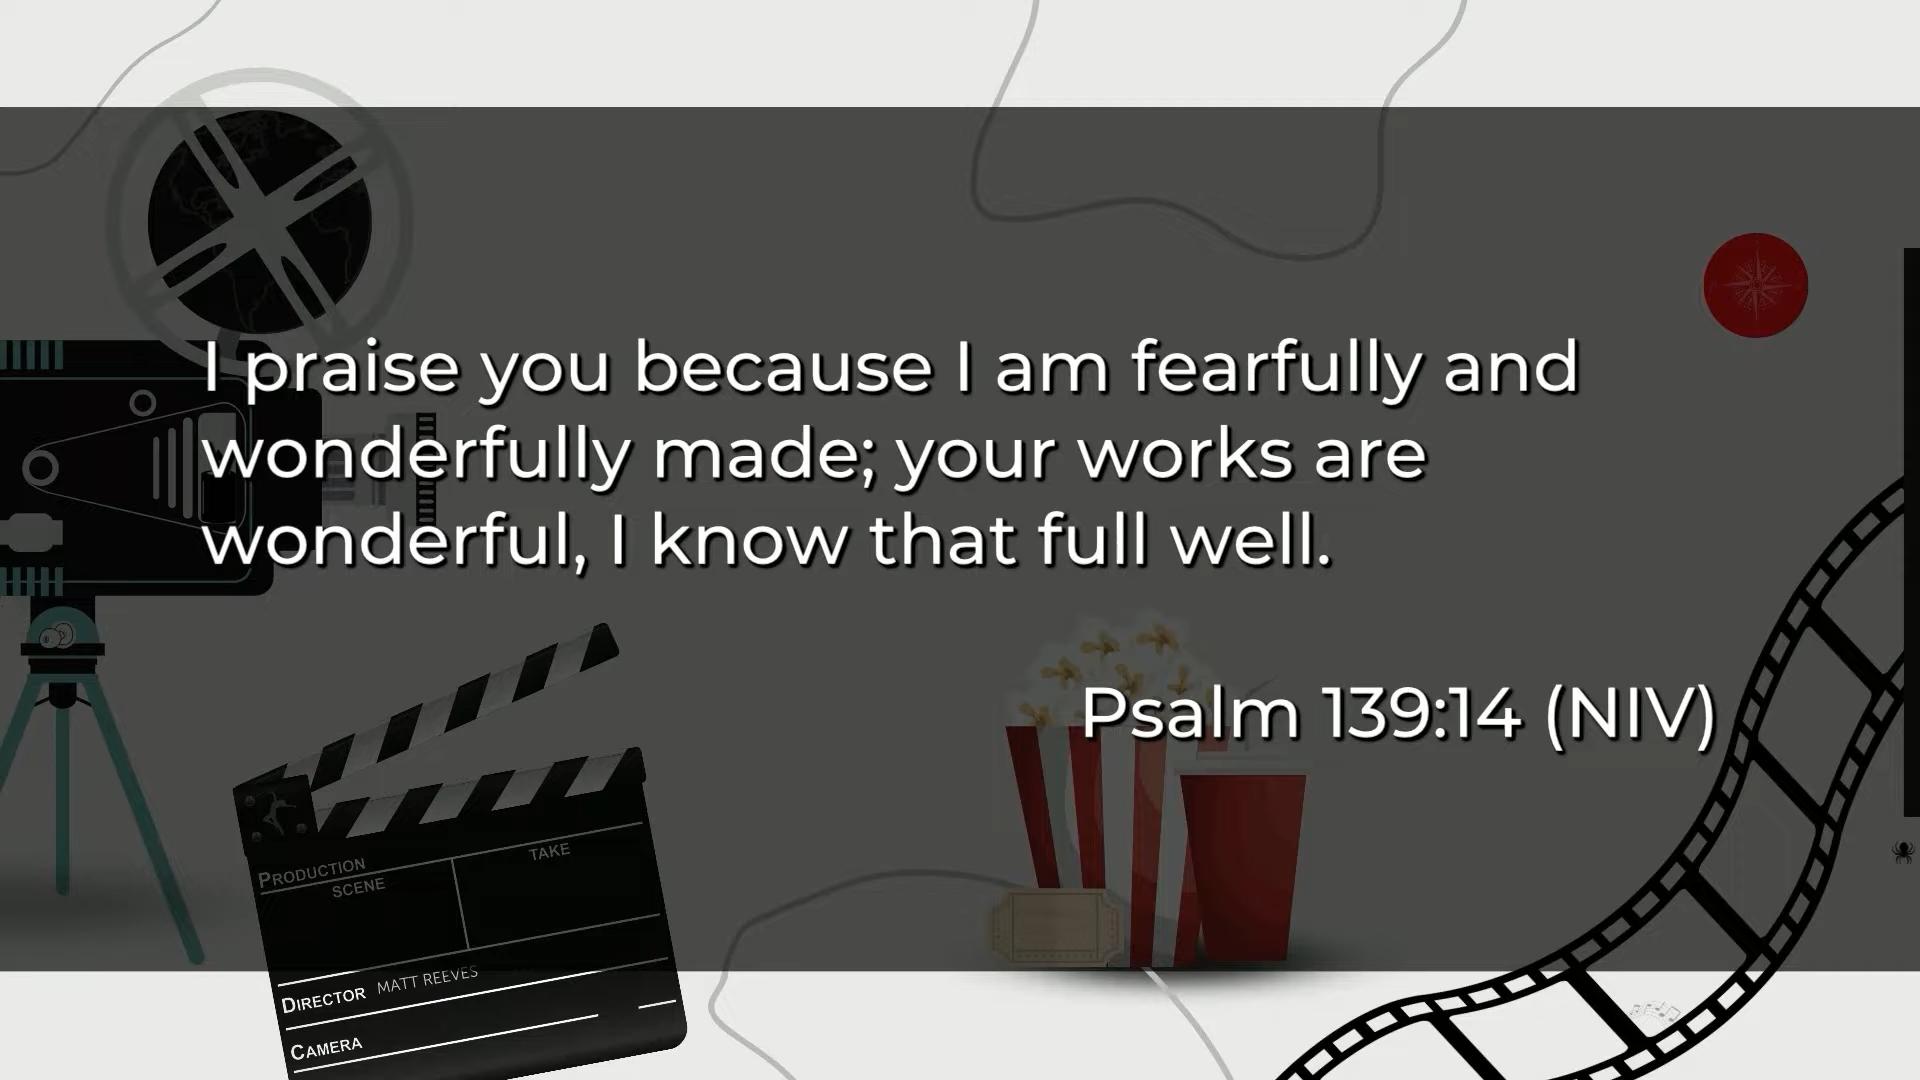 I praise you because I am fearfully and
wonderfully made; your works are
wonderful, I know that full well.
Psalm 139:14 (NIV)
PRODUCTION
TAKE
SCENE
DIRECTOR MATT REEVES
CAMERA